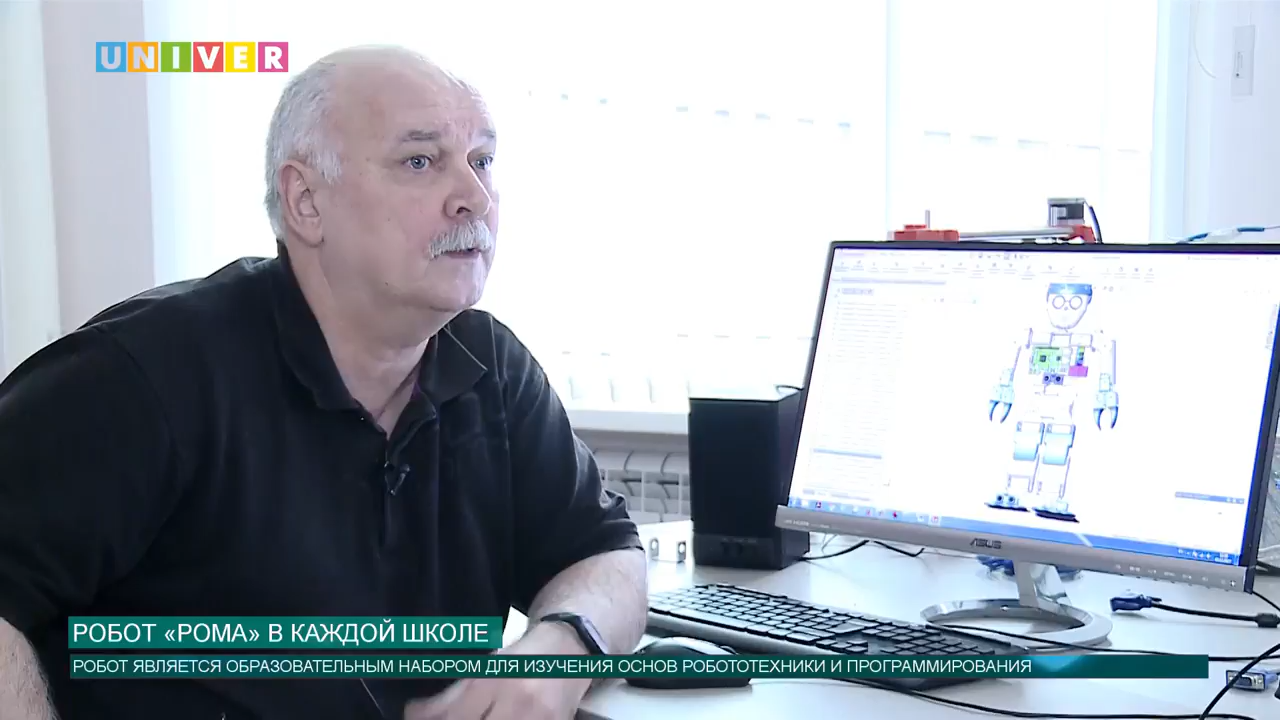 UNIVER
ASUS
РОБОТ «РОМА» В КАЖДОЙ ШКОЛЕ
РОБОТ ЯВЛЯЕТСЯ ОБРАЗОВАТЕЛЬНЫМ НАБОРОМ ДЛЯ ИЗУЧЕНИЯ ОСНОВ РОБОТОТЕХНИКИ И ПРОГРАММИРОВАНИЯ